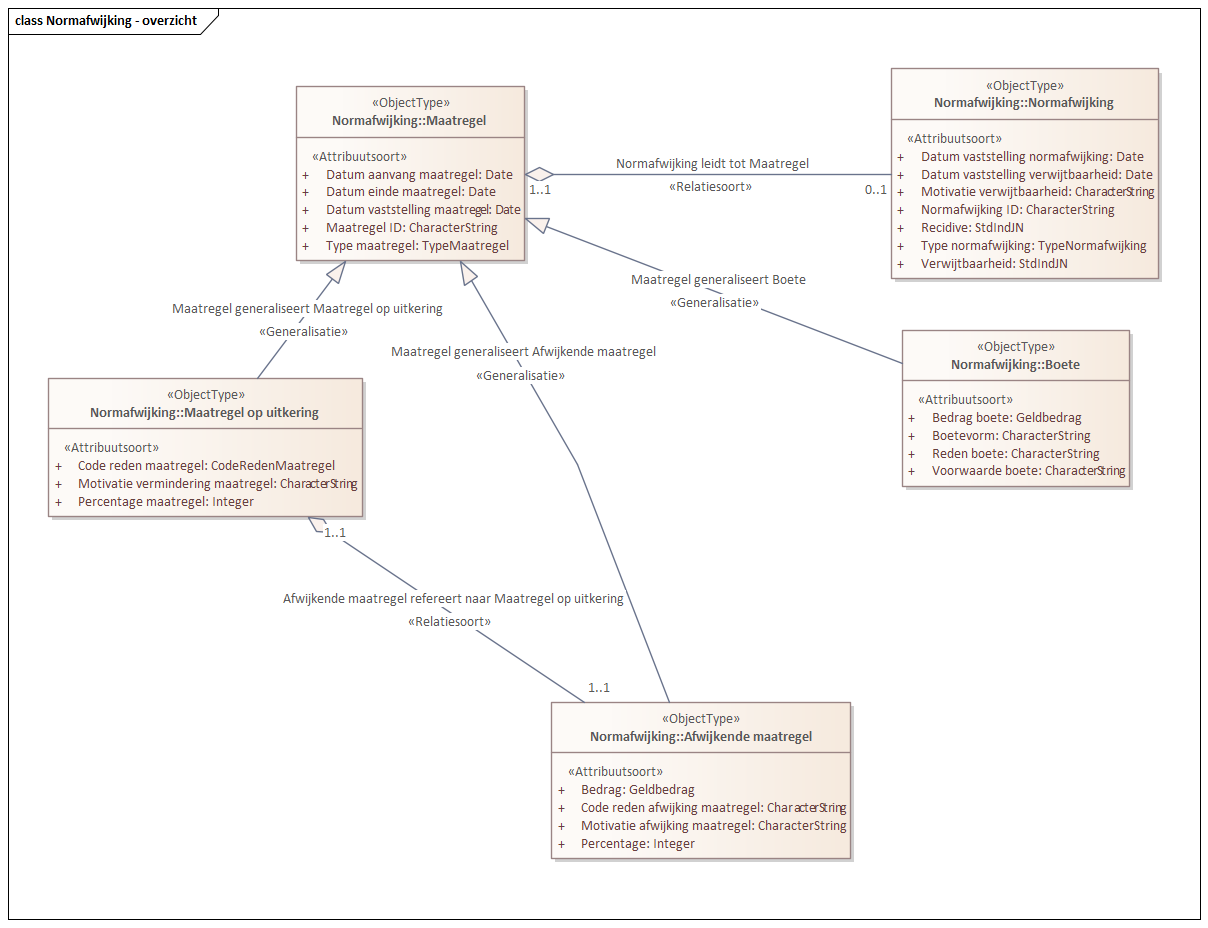 class Normafwijking - overzicht
«ObjectType»
Normafwijking::Maatregel
«Attribuutsoort»
+ Datum aanvang maatregel: Date
+ Datum einde maatregel: Date
+ Datum vaststelling maatregel: Date
+ Maatregel ID: CharacterString
+ Type maatregel: TypeMaatregel
«ObjectType»
Normafwijking::Normafwijking
«Attribuutsoort»
+ Datum vaststelling normafwijking: Date
+ Datum vaststelling verwijtbaarheid: Date
+ Motivatie verwijtbaarheid: CharacterString
+ Normafwijking ID: CharacterString
+ Recidive: StdIndJN
+ Type normafwijking: TypeNormafwijking
+ Verwijtbaarheid: StdIndJN
Normafwijking leidt tot Maatregel
«Relatiesoort»
1..1
0..1
Maatregel generaliseert Boete
«Generalisatie»
Maatregel generaliseert Maatregel op uitkering
«Generalisatie»
Maatregel generaliseert Afwijkende maatregel
«Generalisatie»
«ObjectType»
Normafwijking::Boete
«Attribuutsoort»
+ Bedrag boete: Geldbedrag
+ Boetevorm: CharacterString
+ Reden boete: CharacterString
+ Voorwaarde boete: CharacterString
«ObjectType»
Normafwijking::Maatregel op uitkering
«Attribuutsoort»
+ Code reden maatregel: CodeRedenMaatregel
+ Motivatie vermindering maatregel: CharacterString
+ Percentage maatregel: Integer
1..1
Afwijkende maatregel refereert naar Maatregel op uitkering
«Relatiesoort»
1..1
«ObjectType»
Normafwijking::Afwijkende maatregel
«Attribuutsoort»
+ Bedrag: Geldbedrag
+ Code reden afwijking maatregel: CharacterString
+ Motivatie afwijking maatregel: CharacterString
+ Percentage: Integer